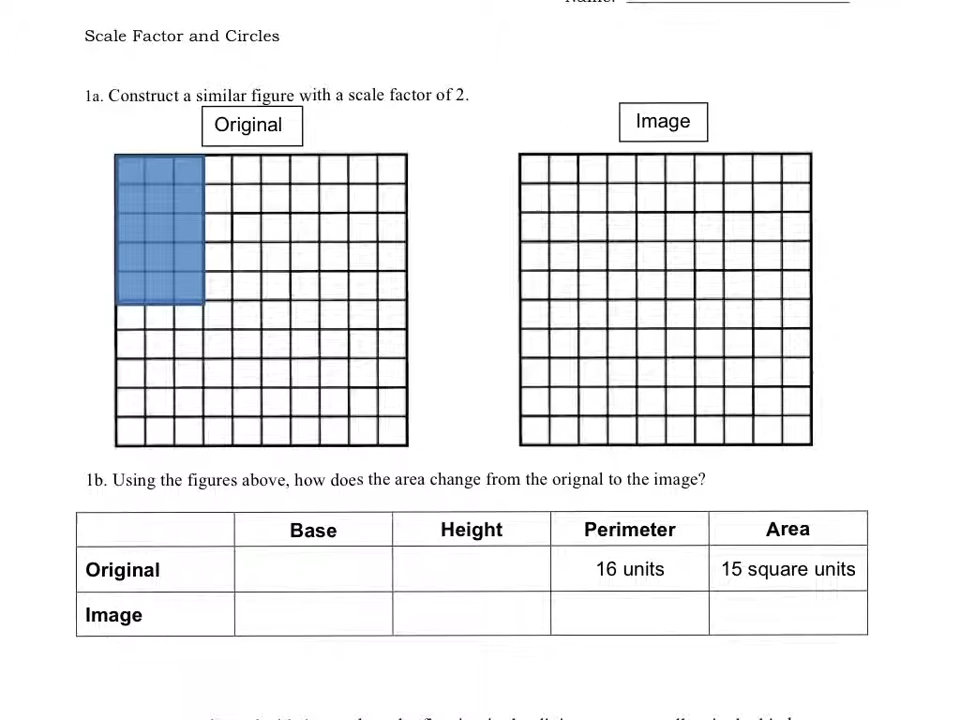 Scale Factor and Circles
1a. Construct a similar figure with a scale factor of 2.
Original
Image
1b. Using the figures above, how does the area change from the orignal to the image?
Base Height Perimeter Area
Original 16 units 15 square units
Image